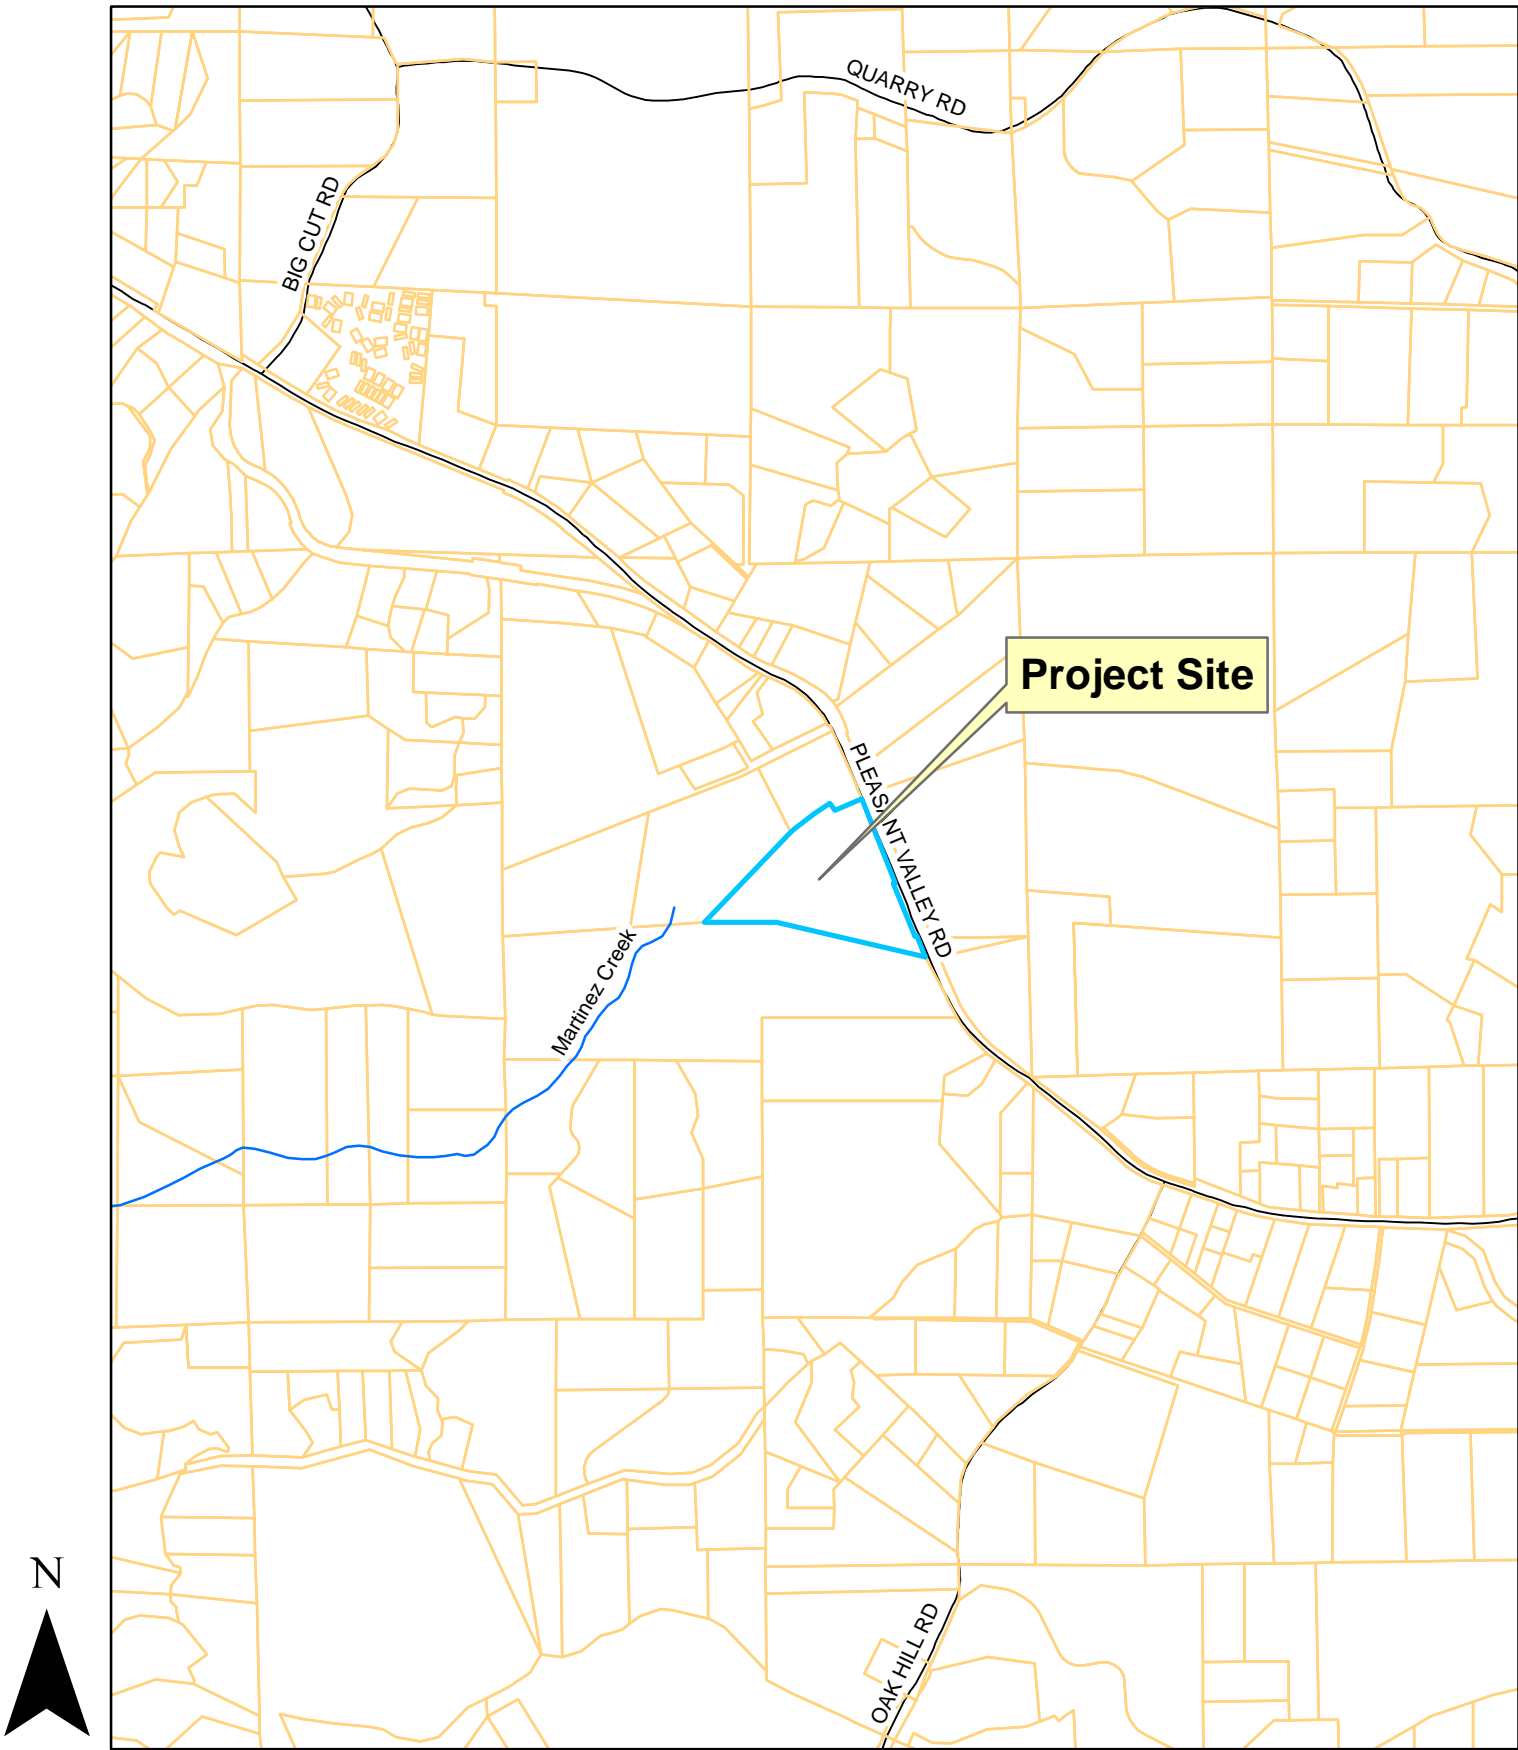 QUARRY RD
BIG CUT RD
Project Site
PLEASANT VALLEY RD
Martinez Creek
N
OAK HILL RD